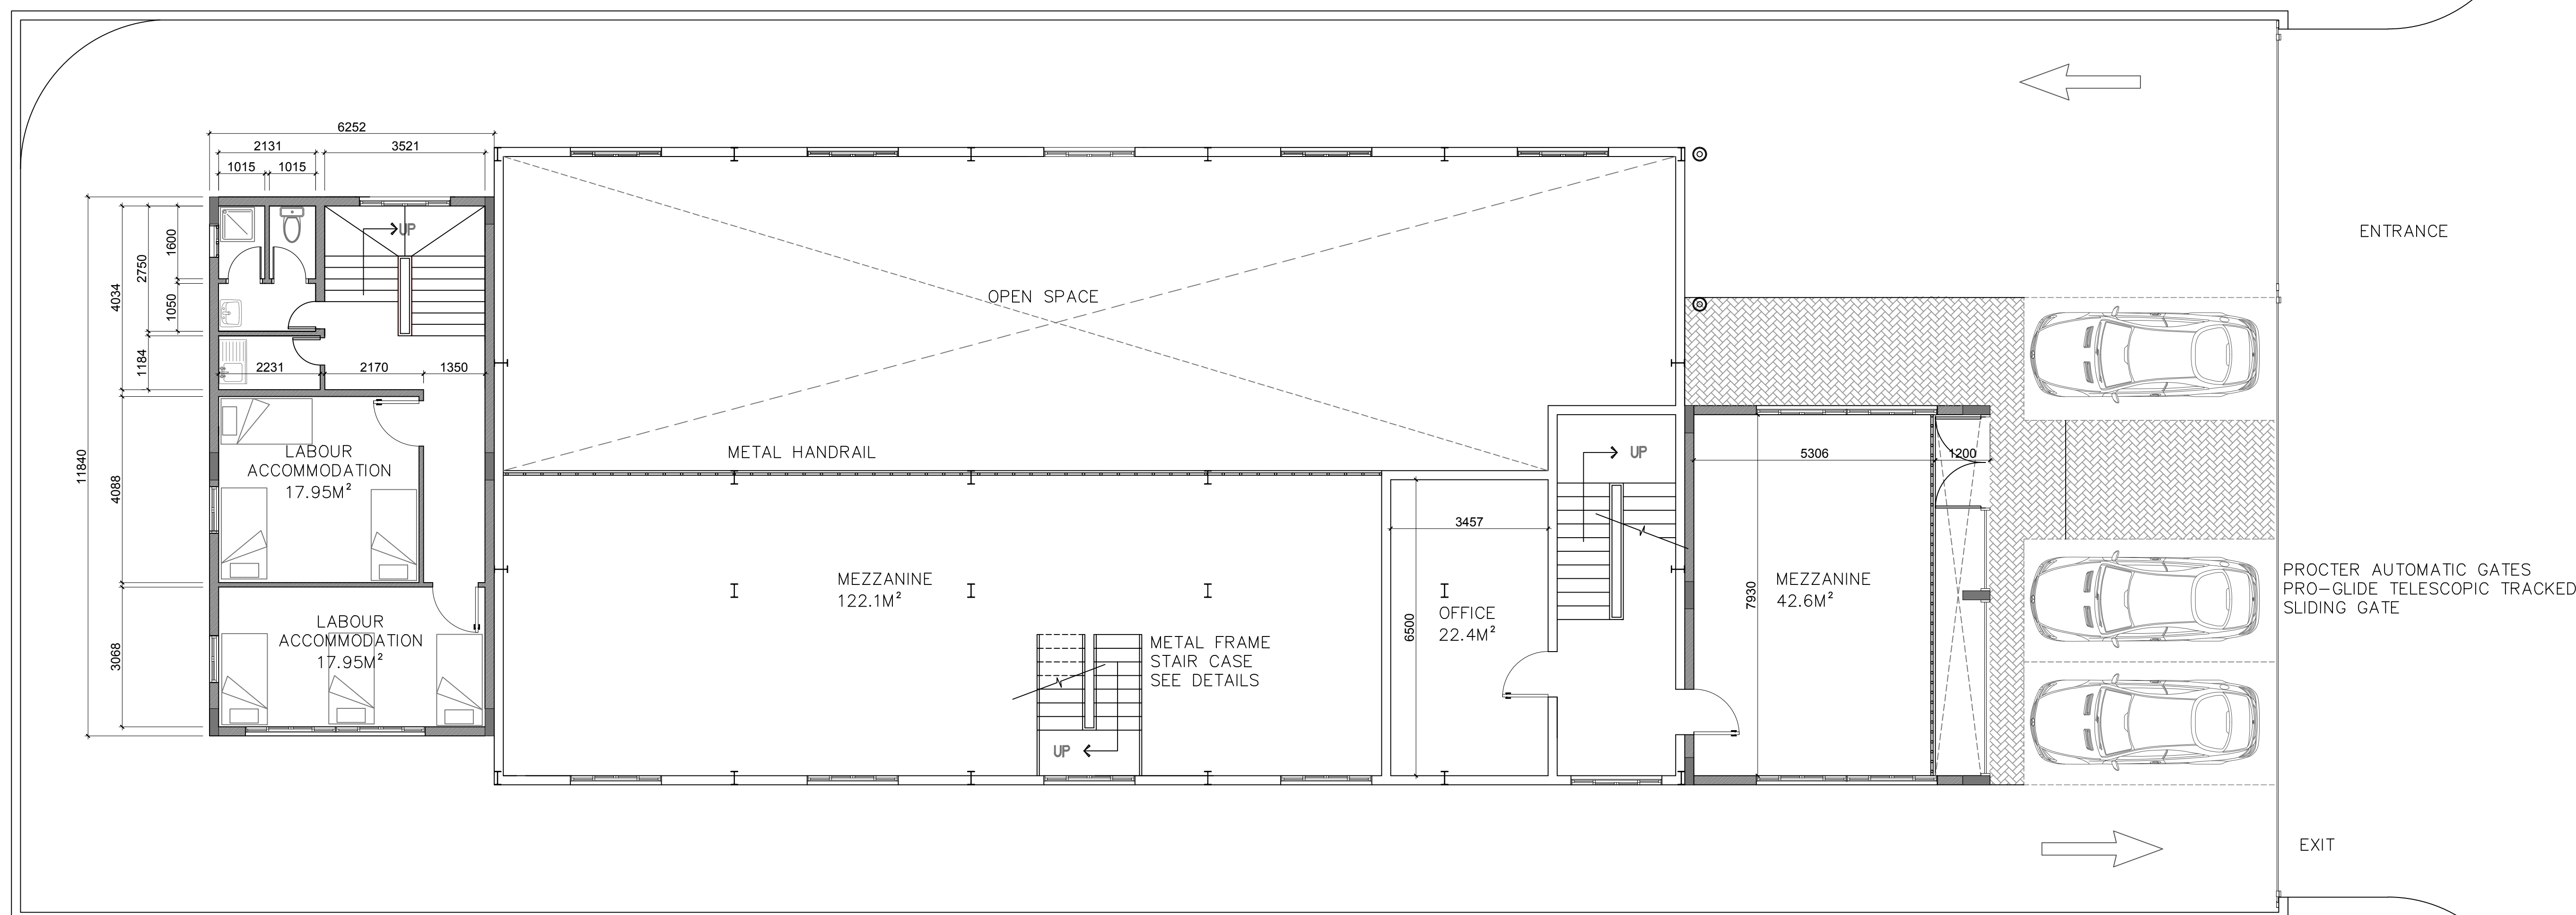 6252
2131
3521
1015
1015
UP
1600
2750
4034
1050
1184
2231
2170
1350
11840
4088
3068
LABOUR
ACCOMMODATION
17.95M²
LABOUR
ACCOMMODATION
17.95M²
OPEN SPACE
METAL HANDRAIL
MEZZANINE
122.1M²
METAL FRAME
STAIR CASE
SEE DETAILS
UP
3457
6500
OFFICE
22.4M²
UP
5306
1200
7930
MEZZANINE
42.6M²
ENTRANCE
PROCTER AUTOMATIC GATES
PRO-GLIDE TELESCOPIC TRACKED
SLIDING GATE
EXIT